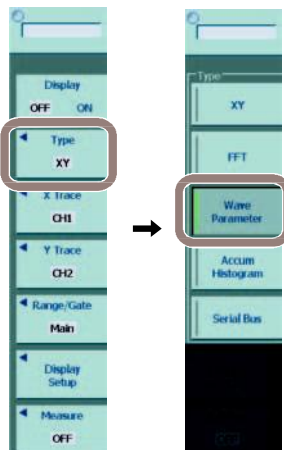 Display
OFF ON
Type
XY
X Trace
CH1
Y Trace
CH2
Range/Gate
Main
Display
Setup
Measure
OFF
Type
XY
FFT
Wave
Parameter
Accum
Histogram
Serial Bus